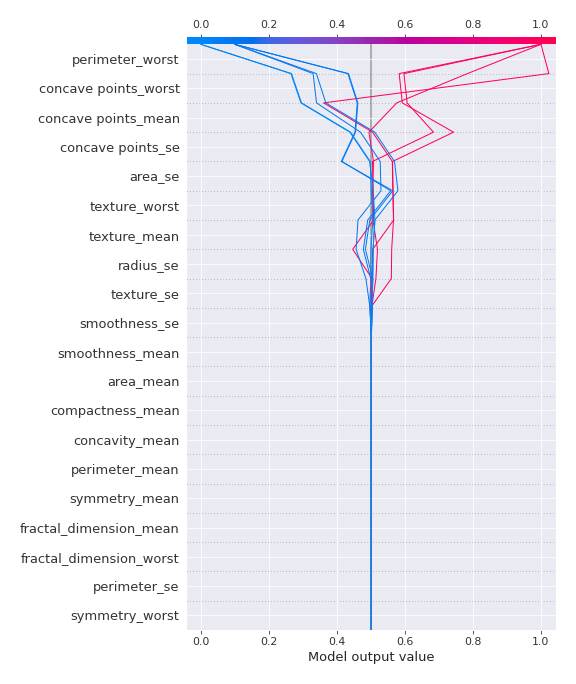 0.0 0.2 0.4 0.6 0.8 1.0
perimeter_worst
concave points_worst
concave points_mean
concave points_se
area_se
texture_worst
texture_mean
radius_se
texture_se
smoothness_se
smoothness_mean
area_mean
compactness_mean
concavity_mean
perimeter_mean
symmetry_mean
fractal_dimension_mean
fractal_dimension_worst
perimeter_se
symmetry_worst
0.0 0.2 0.4 0.6 0.8 1.0
Model output value